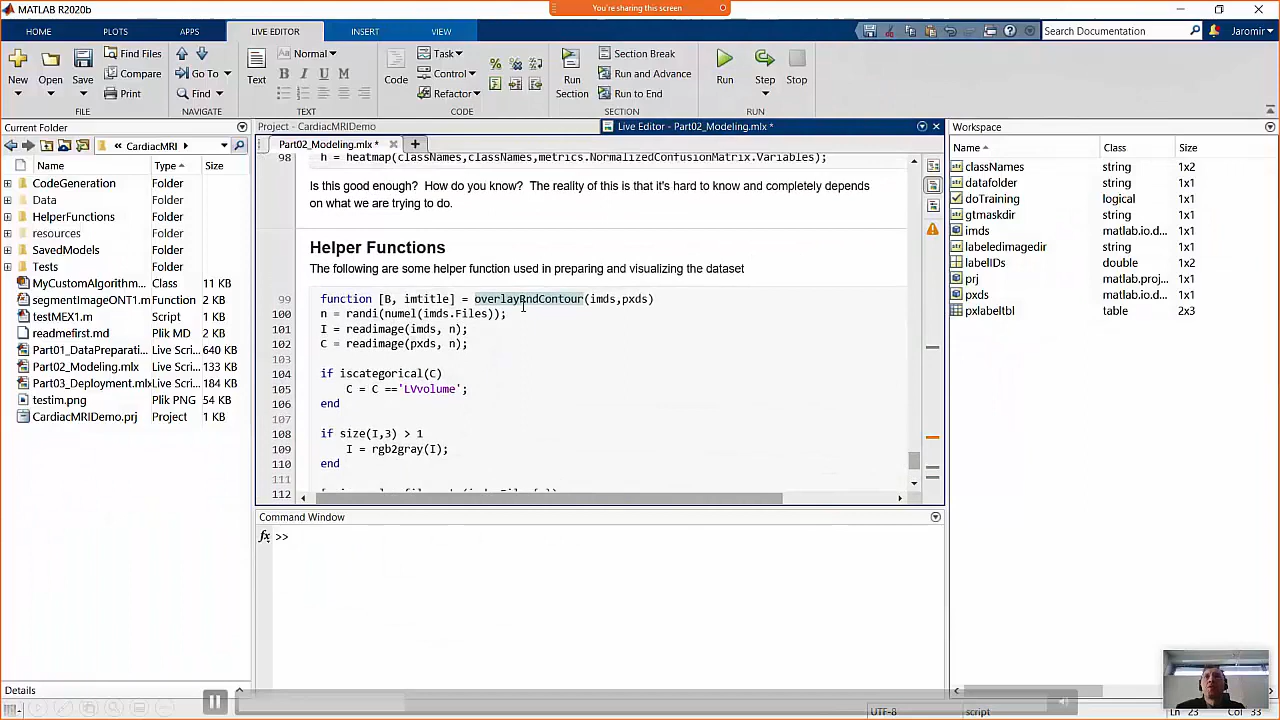 MATLAB R2020b
You're sharing this screen
HOME PLOTS APPS LIVE EDITOR INSERT VIEW
Search Documentation
Jaromir
New Open Save
Find Files
Compare
Print
Go To
Find
Text
Normal
B I U M
Code
Task
Control
Refactor
Run Section
Section Break
Run and Advance
Run to End
Run Step Stop
FILE NAVIGATE TEXT CODE SECTION RUN
Current Folder
CardiacMRI
Name Type Size
CodeGeneration Folder
Data Folder
HelperFunctions Folder
resources Folder
SavedModels Folder
Tests Folder
MyCustomAlgorithm... Class 11 KB
segmentImageONT1.m Function 2 KB
testMEX1.m Script 1 KB
readmefirst.md Plik MD 2 KB
Part01_DataPreparati... Live Scri... 640 KB
Part02_Modeling.mlx Live Scri... 133 KB
Part03_Deployment.mlx Live Scri... 184 KB
testim.png Plik PNG 54 KB
CardiacMRIDemo.prj Project 1 KB
Details
Project - CardiacMRIDemo
Live Editor - Part02_Modeling.mlx *
Part02_Modeling.mlx *
98 h = heatmap(classNames,classNames,metrics.NormalizedConfusionMatrix.Variables);
Is this good enough? How do you know? The reality of this is that it's hard to know and completely depends
on what we are trying to do.
Helper Functions
The following are some helper function used in preparing and visualizing the dataset
99 function [B, imtitle] = overlayRndContour(imds,pxds)
100 n = randi(numel(imds.Files));
101 I = readimage(imds, n);
102 C = readimage(pxds, n);
103
104 if iscategorical(C)
105 C = C =='LVvolume';
106 end
107
108 if size(I,3) > 1
109 I = rgb2gray(I);
110 end
111
112
Command Window
fx >>
Workspace
Name Class Size
classNames string 1x2
datafolder string 1x1
doTraining logical 1x1
gtmaskdir string 1x1
imds matlab.io.d... 1x1
labeledimagedir string 1x1
labelIDs double 1x2
prj matlab.proj... 1x1
pxds matlab.io.d... 1x1
pxlabeltbl table 2x3
UTF-8 script Ln 23 Col 33